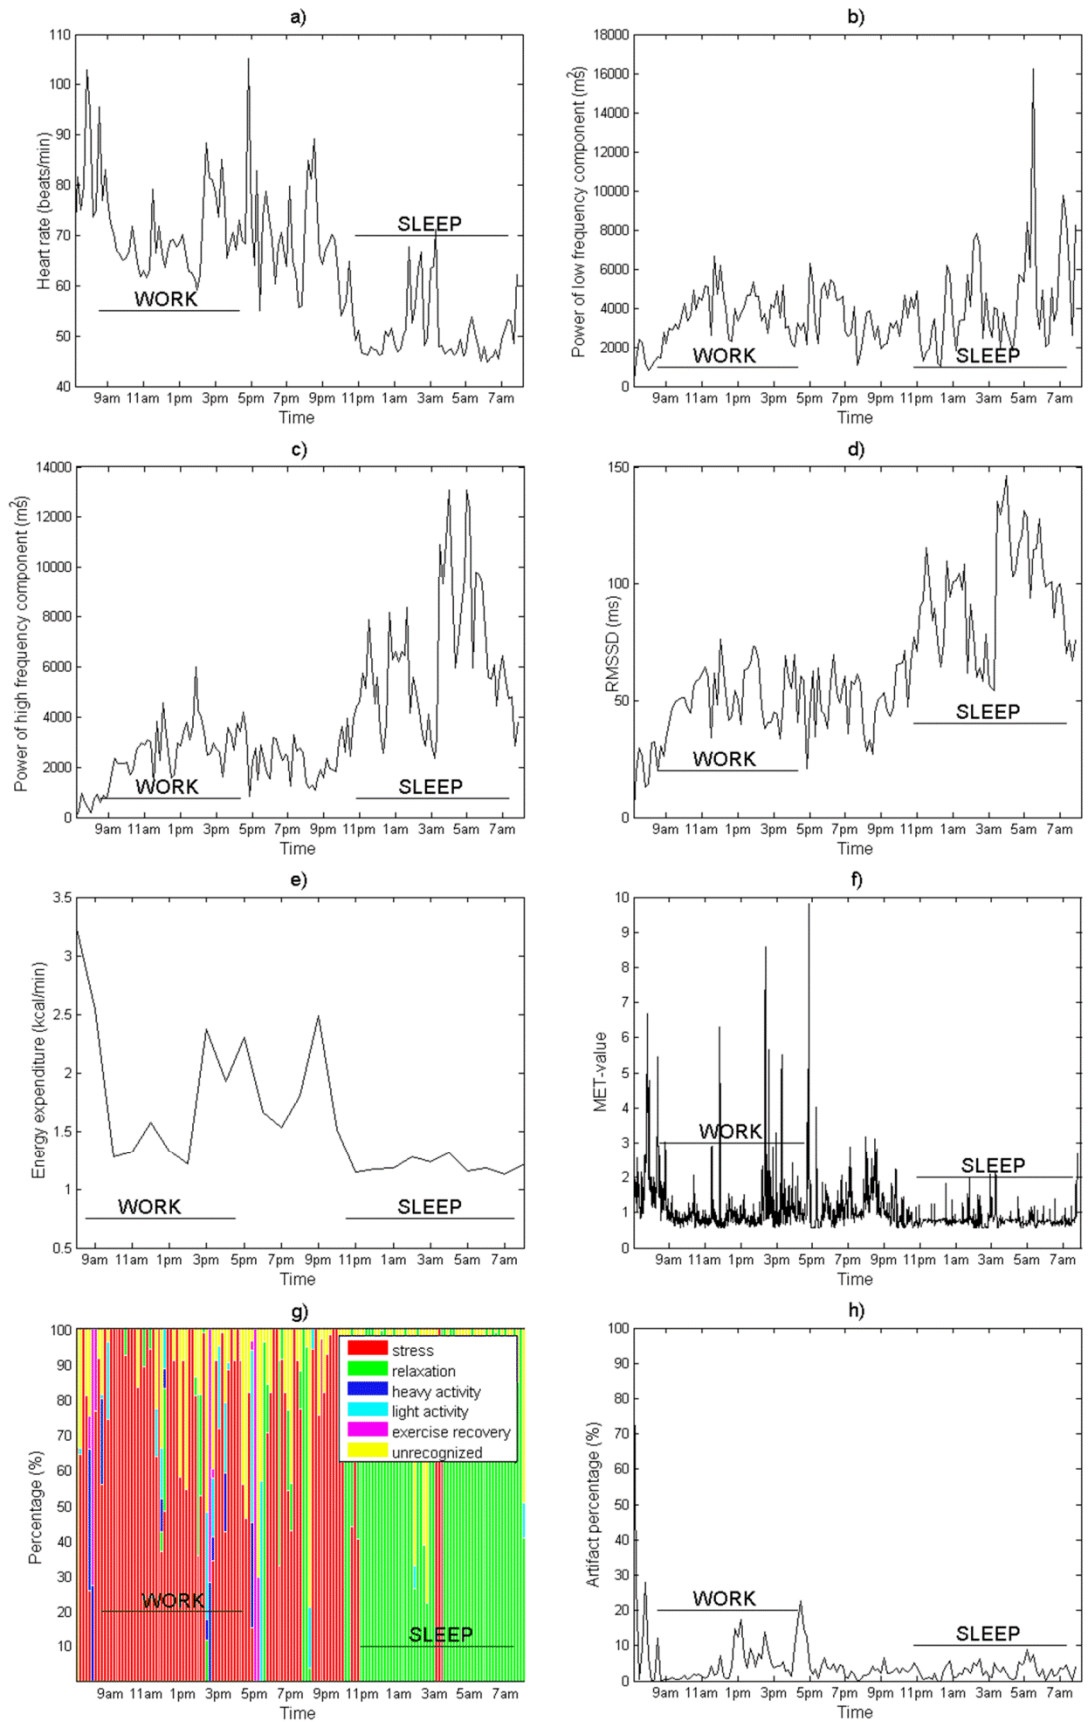 a)
110
100
90
80
70
60
50
40
Heart rate (beats/min)
SLEEP
WORK
9am 11am 1pm 3pm 5pm 7pm 9pm 11pm 1am 3am 5am 7am
Time
b)
18000
16000
14000
12000
10000
8000
6000
4000
2000
0
Power of low frequency component (ms²)
WORK
SLEEP
9am 11am 1pm 3pm 5pm 7pm 9pm 11pm 1am 3am 5am 7am
Time
c)
14000
12000
10000
8000
6000
4000
2000
0
Power of high frequency component (ms²)
WORK
SLEEP
9am 11am 1pm 3pm 5pm 7pm 9pm 11pm 1am 3am 5am 7am
Time
d)
150
100
50
0
RMSSD (ms)
SLEEP
WORK
9am 11am 1pm 3pm 5pm 7pm 9pm 11pm 1am 3am 5am 7am
Time
e)
3.5
3
2.5
2
1.5
1
0.5
Energy expenditure (kcal/min)
WORK
SLEEP
9am 11am 1pm 3pm 5pm 7pm 9pm 11pm 1am 3am 5am 7am
Time
f)
10
9
8
7
6
5
4
3
2
1
0
MET-value
WORK
SLEEP
9am 11am 1pm 3pm 5pm 7pm 9pm 11pm 1am 3am 5am 7am
Time
g)
100
90
80
70
60
50
40
30
20
10
Percentage (%)
stress
relaxation
heavy activity
light activity
exercise recovery
unrecognized
WORK
SLEEP
9am 11am 1pm 3pm 5pm 7pm 9pm 11pm 1am 3am 5am 7am
Time
h)
100
90
80
70
60
50
40
30
20
10
0
Artifact percentage (%)
WORK
SLEEP
9am 11am 1pm 3pm 5pm 7pm 9pm 11pm 1am 3am 5am 7am
Time